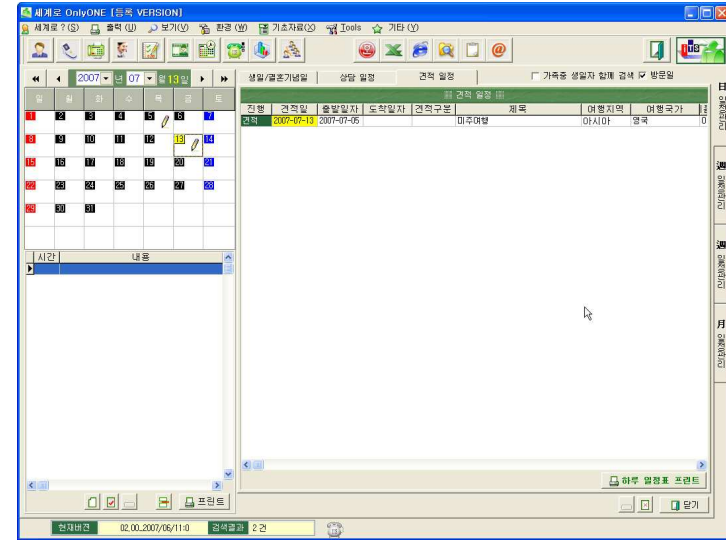 세계로 OnlyONE [등록 VERSION]
세계로?(S) 출력(U) 보기(V) 환경(W) 기초자료(X) Tools 기타(Y)
2007 년 07 월 13 일
생일/결혼기념일 상담 일정 견적 일정 가족중 생일자 함께 검색 방문일
일 월 화 수 목 금 토
견적 일정
1 2 3 4 5 6 7
진행 견적일 출발일자 도착일자 견적구분 제목 여행지역 여행국가
견적 2007-07-13 2007-07-05 미주여행 아시아 영국
8 9 10 11 12 13 14
15 16 17 18 19 20 21
22 23 24 25 26 27 28
29 30 31
시간 내용
日 일정관리
週 일정관리
週 일정관리
月 일정관리
하루 일정표 프린트
프린트
닫기
현재버젼 02.00.2007/06/11:0 검색결과 2 건